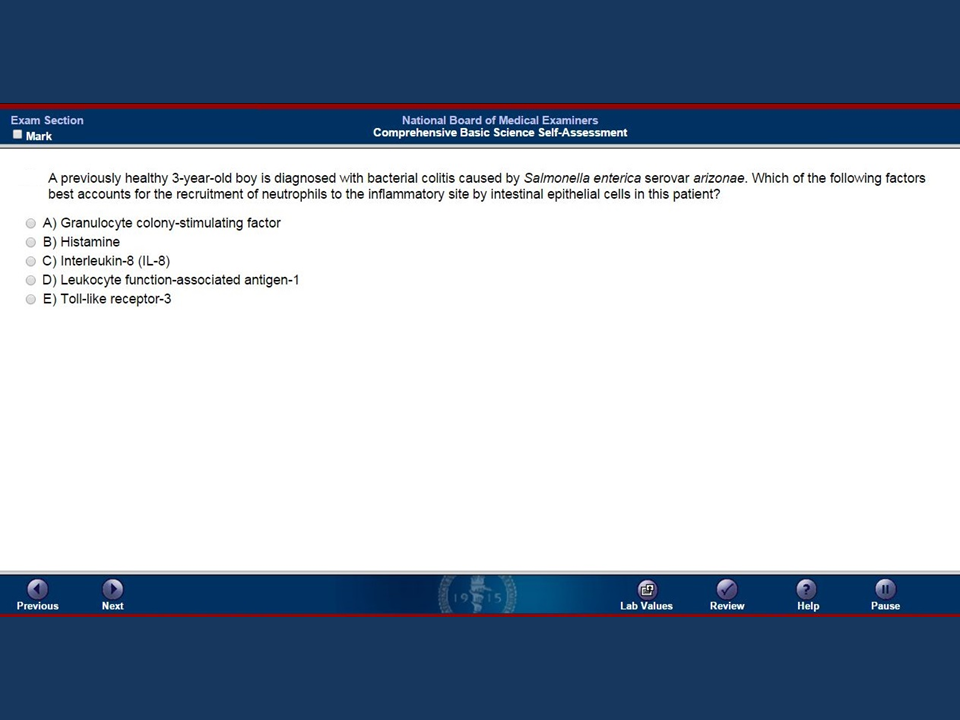 Exam Section
Mark
National Board of Medical Examiners
Comprehensive Basic Science Self-Assessment
A previously healthy 3-year-old boy is diagnosed with bacterial colitis caused by Salmonella enterica serovar arizonae. Which of the following factors
best accounts for the recruitment of neutrophils to the inflammatory site by intestinal epithelial cells in this patient?
A) Granulocyte colony-stimulating factor
B) Histamine
C) Interleukin-8 (IL-8)
D) Leukocyte function-associated antigen-1
E) Toll-like receptor-3
1915
Previous
Next
Lab Values
Review
Help
Pause